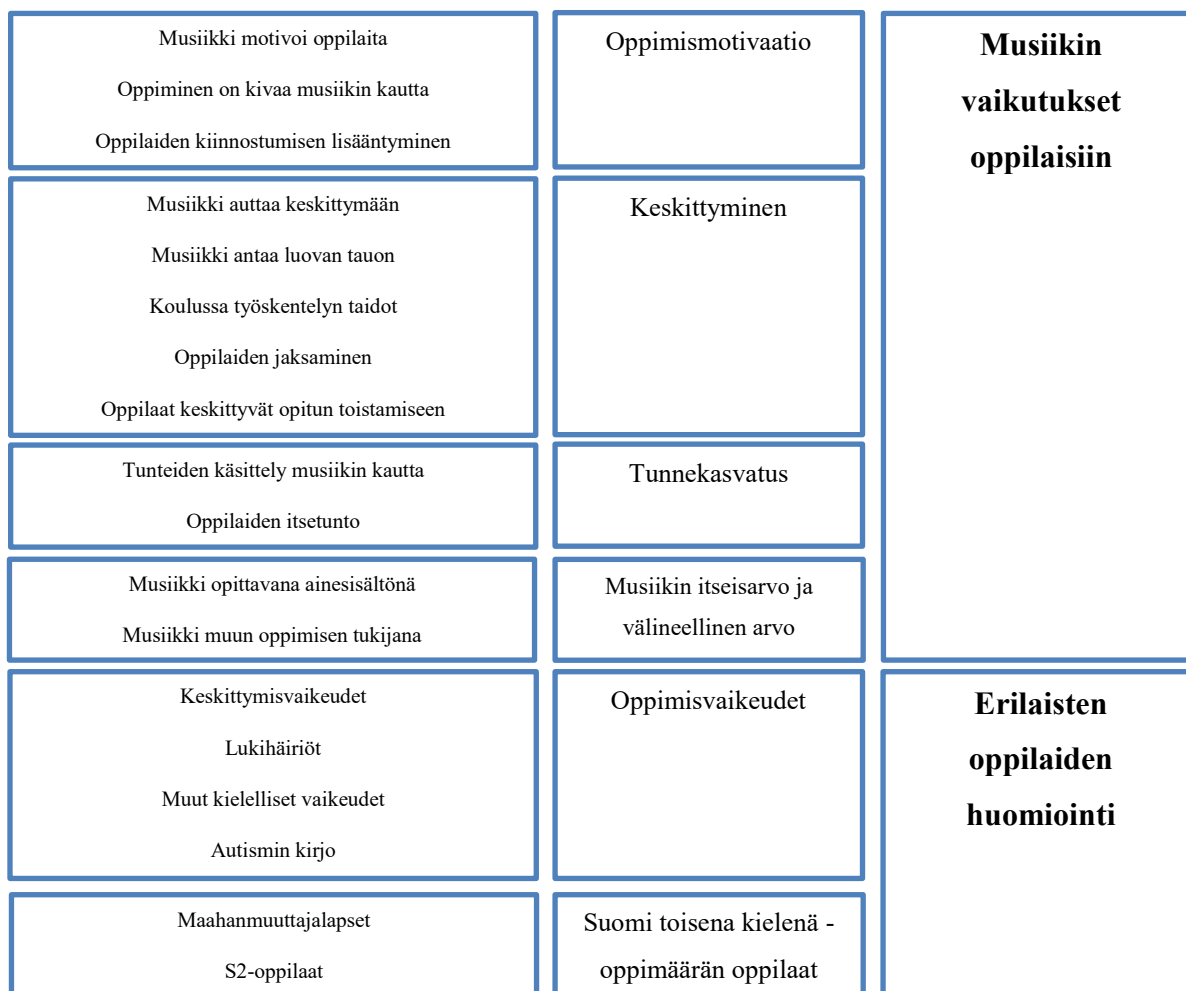 Musiikki motivoi oppilaita
Oppiminen on kivaa musiikin kautta
Oppilaiden kiinnostumisen lisääntyminen
Oppimismotivaatio
Musiikin
vaikutukset
oppilaisiin
Musiikki auttaa keskittymään
Musiikki antaa luovan tauon
Koulussa työskentelyn taidot
Oppilaiden jaksaminen
Oppilaat keskittyvät opitun toistamiseen
Keskittyminen
Tunteiden käsittely musiikin kautta
Oppilaiden itsetunto
Tunnekasvatus
Musiikki opittavana ainesisältönä
Musiikki muun oppimisen tukijana
Musiikin itseisarvo ja
välineellinen arvo
Keskittymisvaikeudet
Lukihäiriöt
Muut kielelliset vaikeudet
Autismin kirjo
Oppimisvaikeudet
Erilaisten
oppilaiden
huomiointi
Maahanmuuttajalapset
S2-oppilaat
Suomi toisena kielenä -
oppimäärän oppilaat